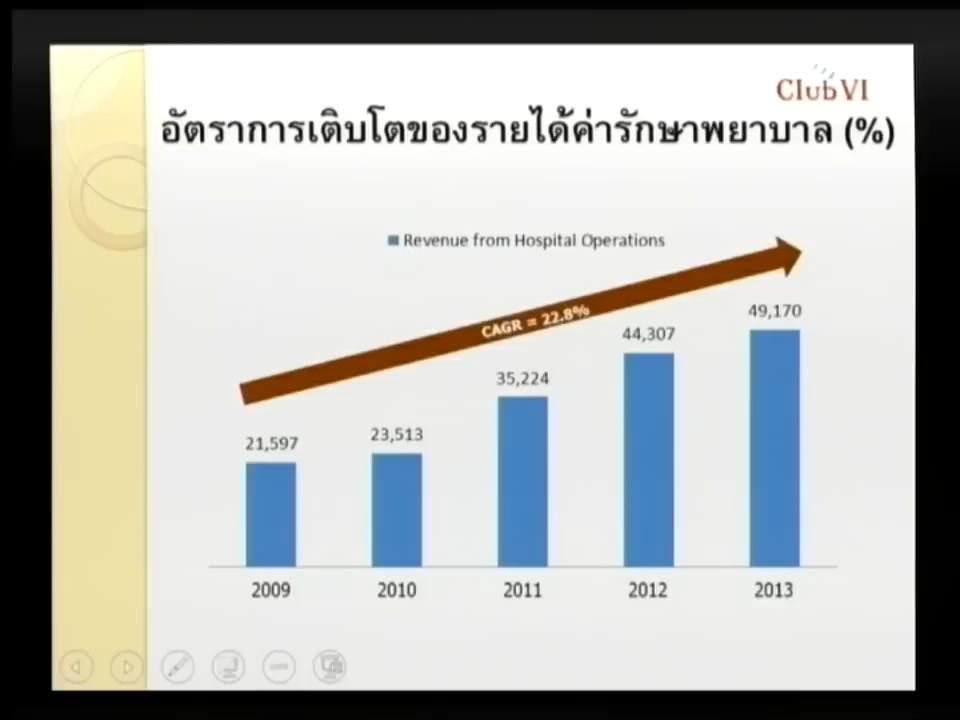 ClubVI
อัตราการเติบโตของรายได้ค่ารักษาพยาบาล (%)
Revenue from Hospital Operations
CAGR = 22.8%
21,597
23,513
35,224
44,307
49,170
2009
2010
2011
2012
2013